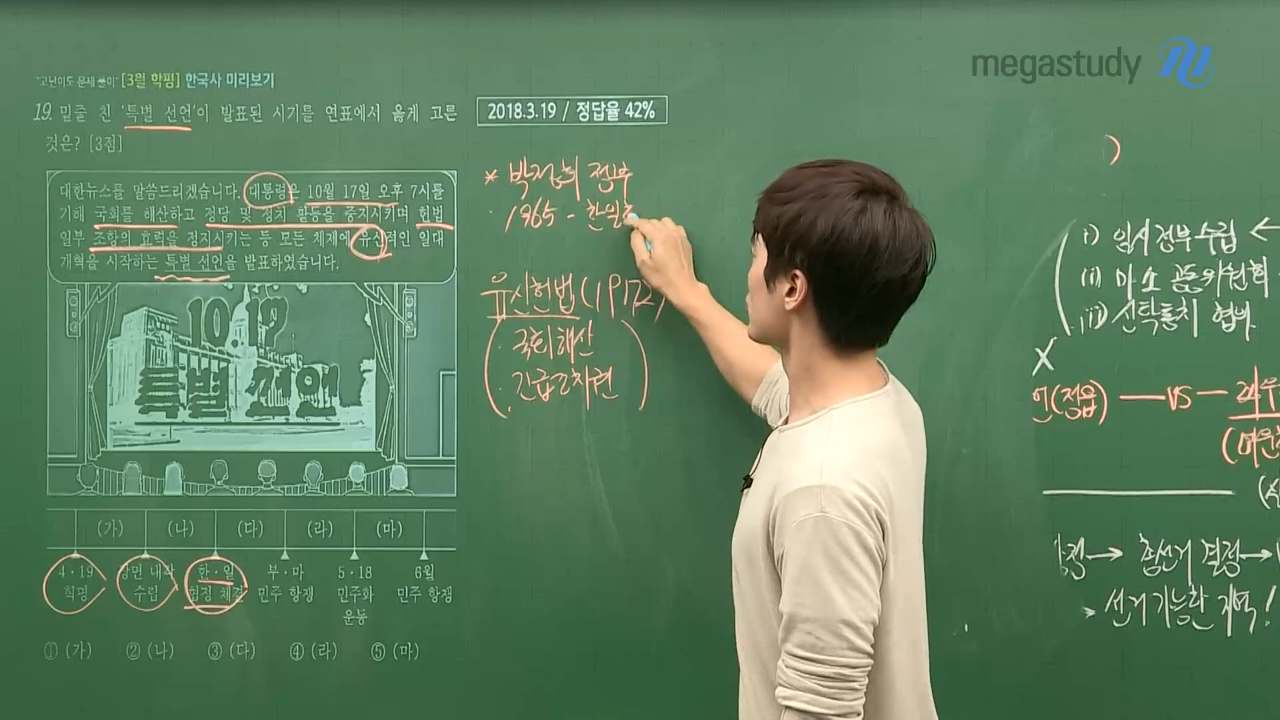 megastudy
"고난이도 문제 풀이" [3월 학평] 한국사 미리보기
19. 밑줄 친 '특별 선언'이 발표된 시기를 연표에서 옳게 고른
것은? [3점]
2018.3.19 / 정답율 42%
대한뉴스를 말씀드리겠습니다. 대통령은 10월 17일 오후 7시를
기해 국회를 해산하고 정당 및 정치 활동을 중지시키며 헌법
일부 조항의 효력을 정지시키는 등 모든 체제에 유신적인 일대
개혁을 시작하는 특별 선언을 발표하였습니다.
10 17
특별 선언
(가) (나) (다) (라) (마)
4·19 혁명
장면 내각 수립
한·일 협정 체결
부·마 민주 항쟁
5·18 민주화 운동
6월 민주 항쟁
① (가) ② (나) ③ (다) ④ (라) ⑤ (마)
* 박정희 정부
· 1965 - 한일
유신헌법(1972)
· 국회해산
· 긴급조치권
i) 임시정부수립 ←
ii) 미소 공동위원회
iii) 신탁통치 협의
X
언(정읍) — VS —
→ 총선거 결정 →
선거 가능한 지역!